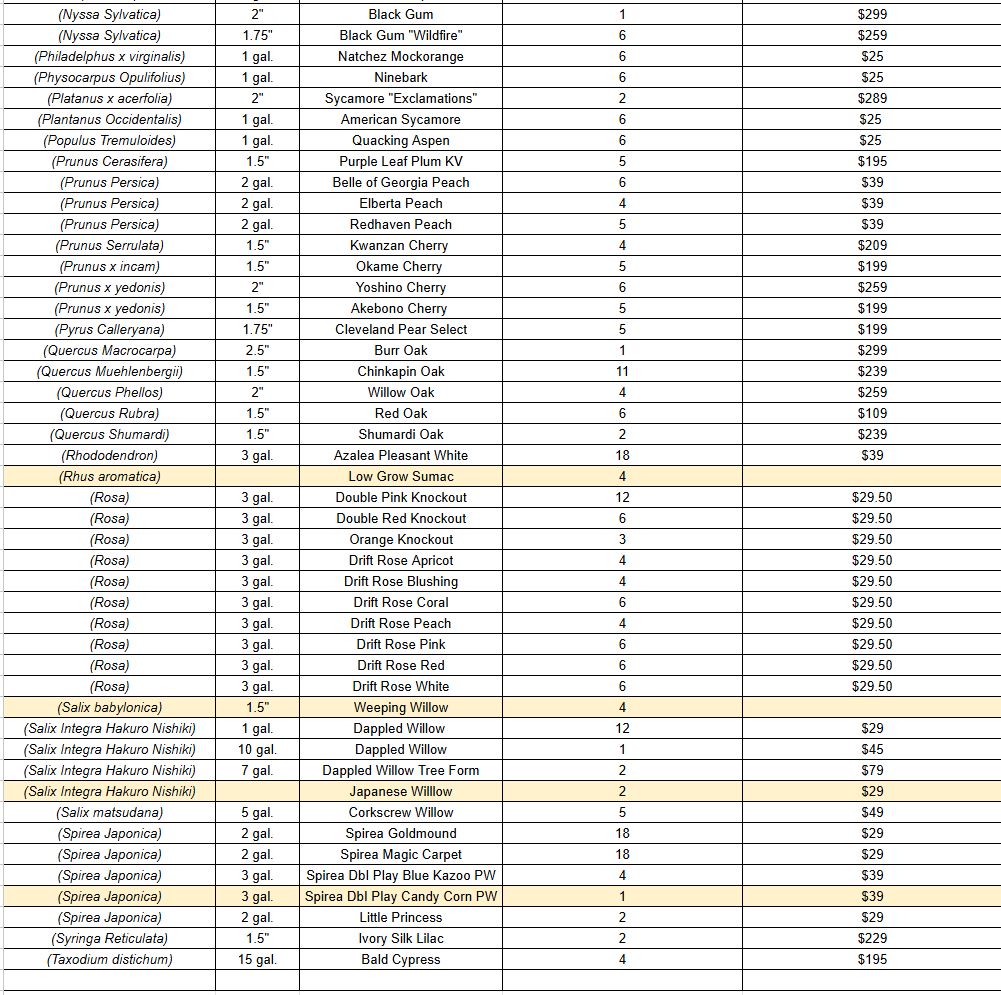 (Nyssa Sylvatica) 2" Black Gum 1 $299
(Nyssa Sylvatica) 1.75" Black Gum "Wildfire" 6 $259
(Philadelphus x virginalis) 1 gal. Natchez Mockorange 6 $25
(Physocarpus Opulifolius) 1 gal. Ninebark 6 $25
(Platanus x acerfolia) 2" Sycamore "Exclamations" 2 $289
(Plantanus Occidentalis) 1 gal. American Sycamore 6 $25
(Populus Tremuloides) 1 gal. Quacking Aspen 6 $25
(Prunus Cerasifera) 1.5" Purple Leaf Plum KV 5 $195
(Prunus Persica) 2 gal. Belle of Georgia Peach 6 $39
(Prunus Persica) 2 gal. Elberta Peach 4 $39
(Prunus Persica) 2 gal. Redhaven Peach 5 $39
(Prunus Serrulata) 1.5" Kwanzan Cherry 4 $209
(Prunus x incam) 1.5" Okame Cherry 5 $199
(Prunus x yedonis) 2" Yoshino Cherry 6 $259
(Prunus x yedonis) 1.5" Akebono Cherry 5 $199
(Pyrus Calleryana) 1.75" Cleveland Pear Select 5 $199
(Quercus Macrocarpa) 2.5" Burr Oak 1 $299
(Quercus Muehlenbergii) 1.5" Chinkapin Oak 11 $239
(Quercus Phellos) 2" Willow Oak 4 $259
(Quercus Rubra) 1.5" Red Oak 6 $109
(Quercus Shumardi) 1.5" Shumardi Oak 2 $239
(Rhododendron) 3 gal. Azalea Pleasant White 18 $39
(Rhus aromatica) Low Grow Sumac 4
(Rosa) 3 gal. Double Pink Knockout 12 $29.50
(Rosa) 3 gal. Double Red Knockout 6 $29.50
(Rosa) 3 gal. Orange Knockout 3 $29.50
(Rosa) 3 gal. Drift Rose Apricot 4 $29.50
(Rosa) 3 gal. Drift Rose Blushing 4 $29.50
(Rosa) 3 gal. Drift Rose Coral 6 $29.50
(Rosa) 3 gal. Drift Rose Peach 4 $29.50
(Rosa) 3 gal. Drift Rose Pink 6 $29.50
(Rosa) 3 gal. Drift Rose Red 6 $29.50
(Rosa) 3 gal. Drift Rose White 6 $29.50
(Salix babylonica) 1.5" Weeping Willow 4
(Salix Integra Hakuro Nishiki) 1 gal. Dappled Willow 12 $29
(Salix Integra Hakuro Nishiki) 10 gal. Dappled Willow 1 $45
(Salix Integra Hakuro Nishiki) 7 gal. Dappled Willow Tree Form 2 $79
(Salix Integra Hakuro Nishiki) Japanese Willlow 2 $29
(Salix matsudana) 5 gal. Corkscrew Willow 5 $49
(Spirea Japonica) 2 gal. Spirea Goldmound 18 $29
(Spirea Japonica) 2 gal. Spirea Magic Carpet 18 $29
(Spirea Japonica) 3 gal. Spirea Dbl Play Blue Kazoo PW 4 $39
(Spirea Japonica) 3 gal. Spirea Dbl Play Candy Corn PW 1 $39
(Spirea Japonica) 2 gal. Little Princess 2 $29
(Syringa Reticulata) 1.5" Ivory Silk Lilac 2 $229
(Taxodium distichum) 15 gal. Bald Cypress 4 $195